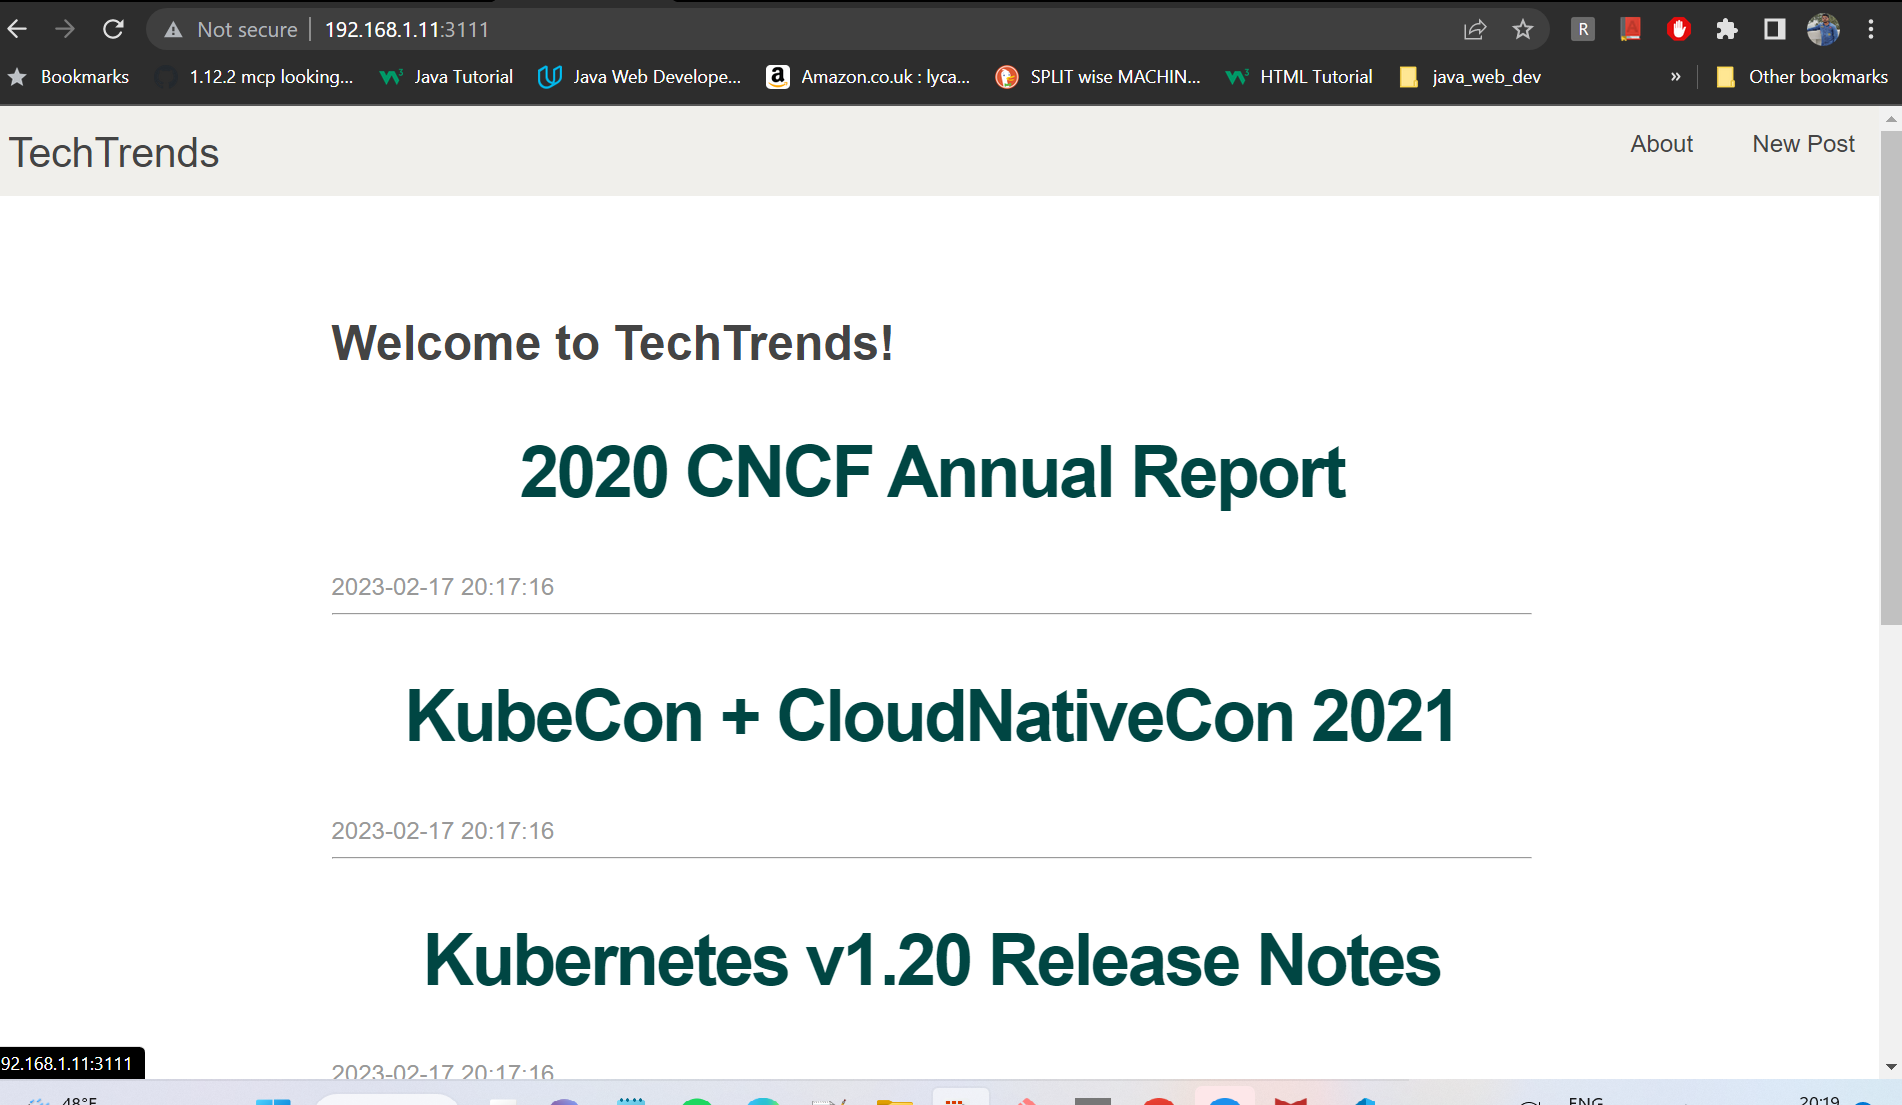 Not secure 192.168.1.11:3111
R
Bookmarks 1.12.2 mcp looking... Java Tutorial Java Web Develope... a Amazon.co.uk : lyca... SPLIT wise MACHIN... HTML Tutorial java_web_dev » Other bookmarks
TechTrends About New Post
Welcome to TechTrends!
2020 CNCF Annual Report
2023-02-17 20:17:16
KubeCon + CloudNativeCon 2021
2023-02-17 20:17:16
Kubernetes v1.20 Release Notes
2023-02-17 20:17:16
92.168.1.11:3111
48°F ENG 20:19